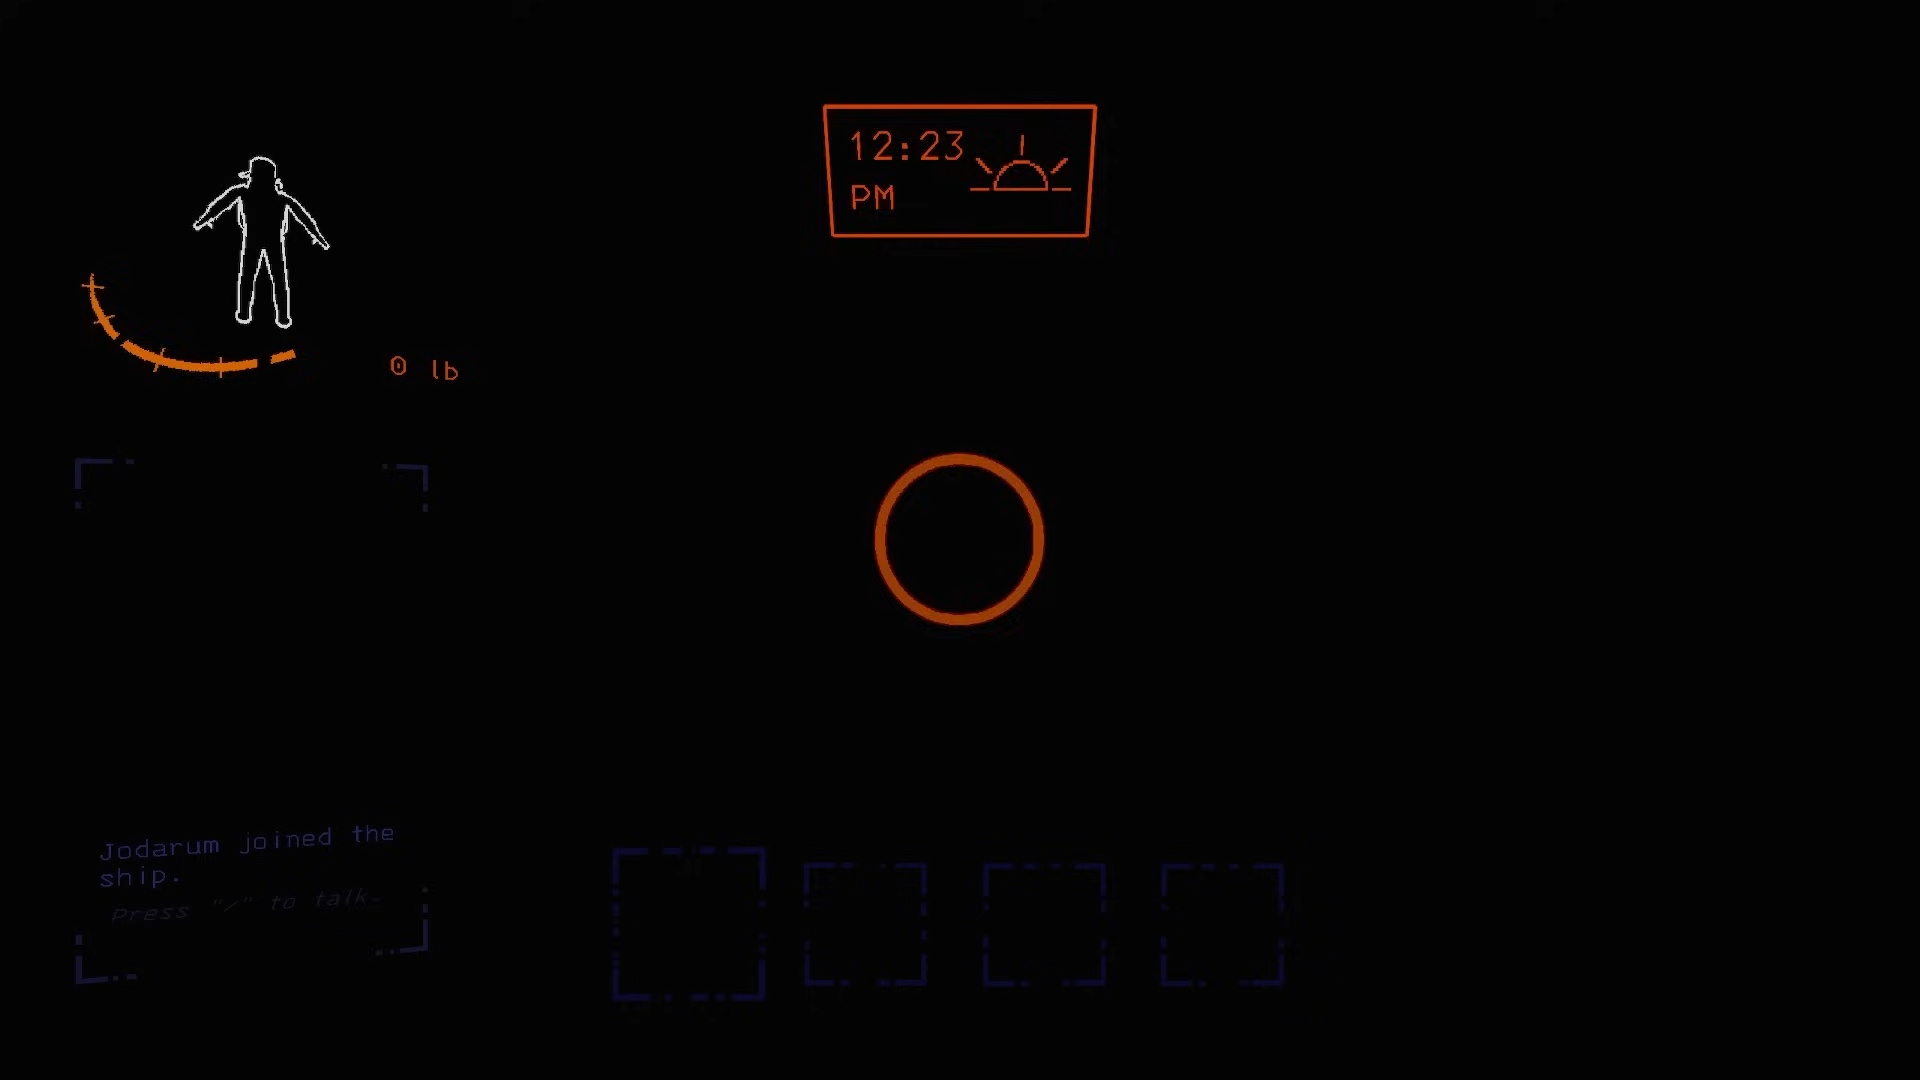 12:23
PM
0 lb
Jodarum joined the
ship.
Press "/" to talk.